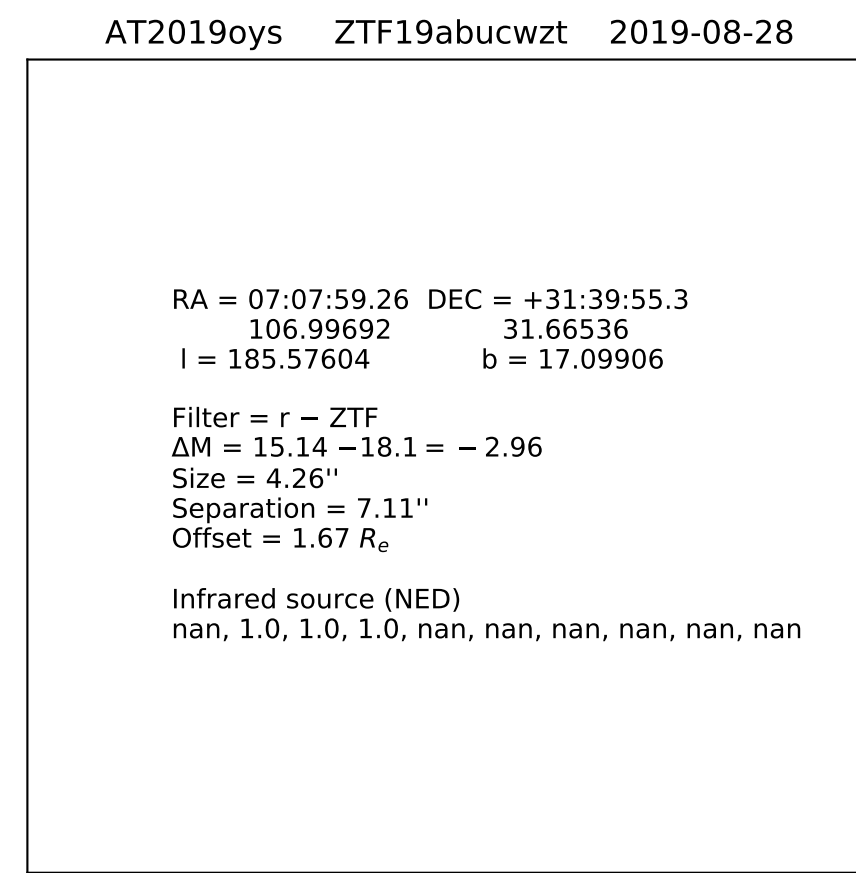 AT2019oys ZTF19abucwzt 2019-08-28
RA = 07:07:59.26 DEC = +31:39:55.3
106.99692 31.66536
l = 185.57604 b = 17.09906
Filter = r − ZTF
ΔM = 15.14 −18.1 = − 2.96
Size = 4.26''
Separation = 7.11''
Offset = 1.67 Re
Infrared source (NED)
nan, 1.0, 1.0, 1.0, nan, nan, nan, nan, nan, nan